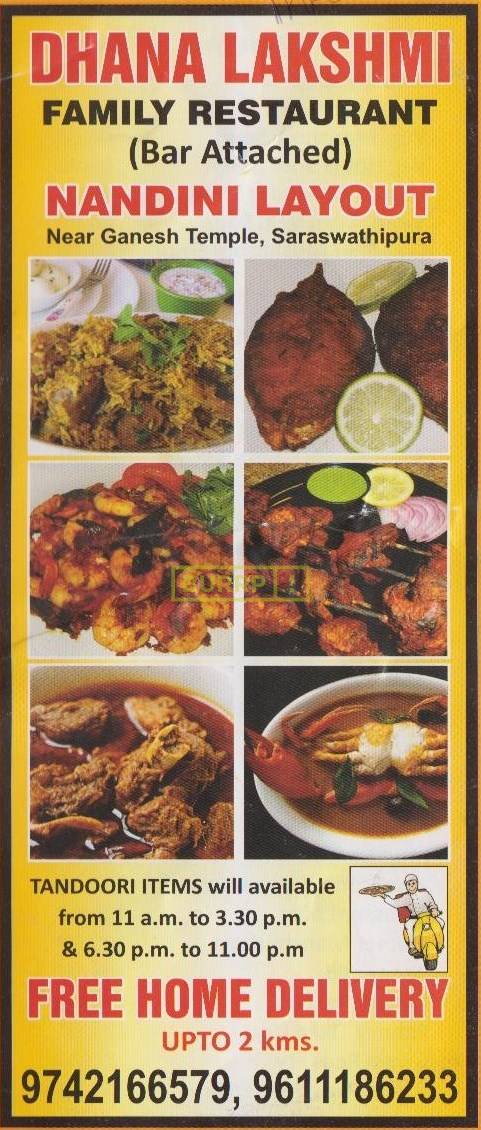 DHANA LAKSHMI
FAMILY RESTAURANT
(Bar Attached)
NANDINI LAYOUT
Near Ganesh Temple, Saraswathipura
BURRP!
TANDOORI ITEMS will available
from 11 a.m. to 3.30 p.m.
& 6.30 p.m. to 11.00 p.m
FREE HOME DELIVERY
UPTO 2 kms.
9742166579, 9611186233